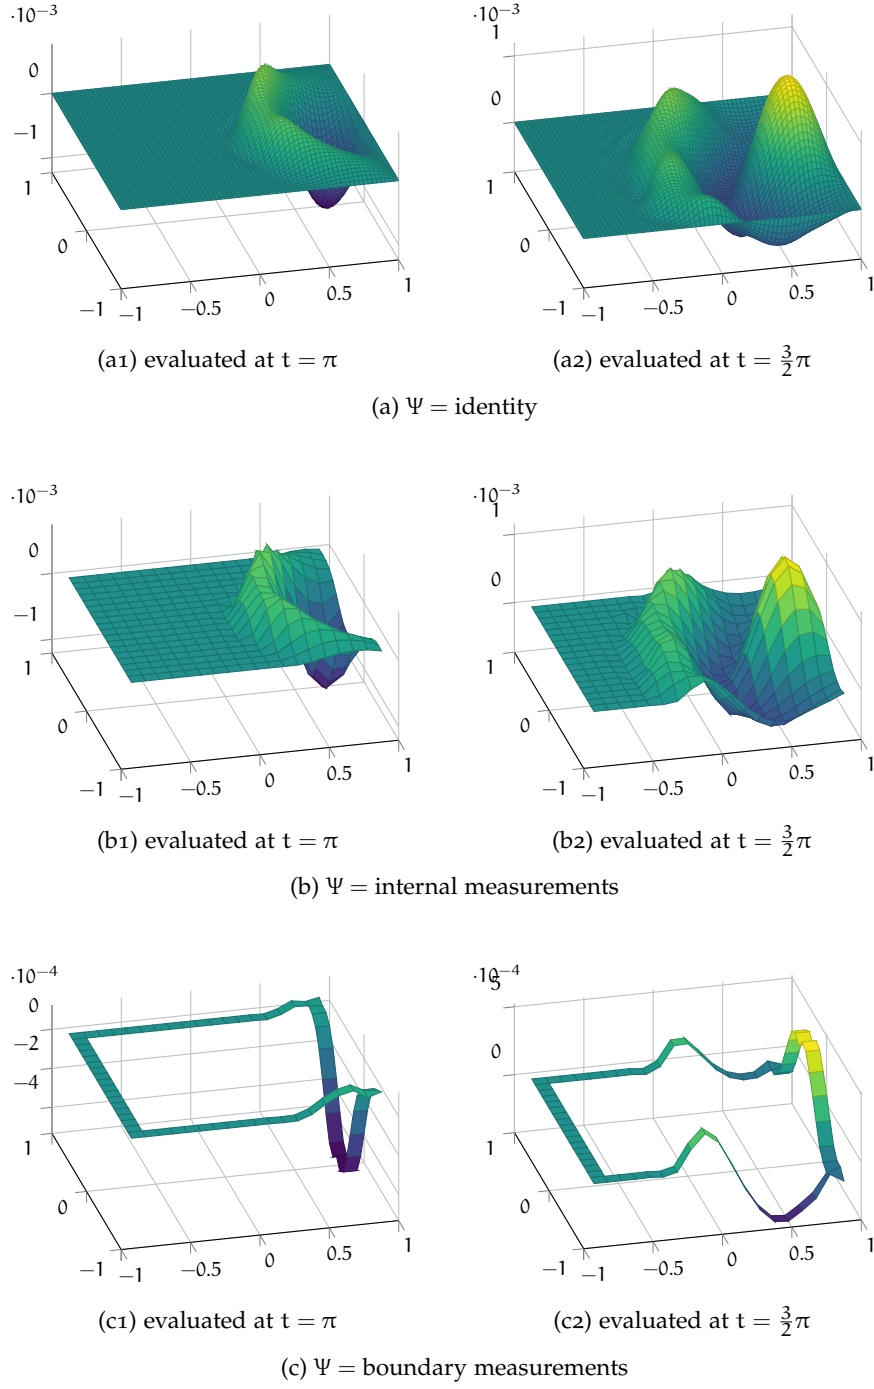 ·10⁻³ ·10⁻³
1
0 0
−1
1 1
0 0
−1 −1 −0.5 0 0.5 1 −1 −1 −0.5 0 0.5 1
(a1) evaluated at t = π (a2) evaluated at t = 3/2 π
(a) Ψ = identity
·10⁻³ ·10⁻³
1
0 0
−1
1 1
0 0
−1 −1 −0.5 0 0.5 1 −1 −1 −0.5 0 0.5 1
(b1) evaluated at t = π (b2) evaluated at t = 3/2 π
(b) Ψ = internal measurements
·10⁻⁴ ·10⁻⁴
5
0 0
−2
−4
1 1
0 0
−1 −1 −0.5 0 0.5 1 −1 −1 −0.5 0 0.5 1
(c1) evaluated at t = π (c2) evaluated at t = 3/2 π
(c) Ψ = boundary measurements